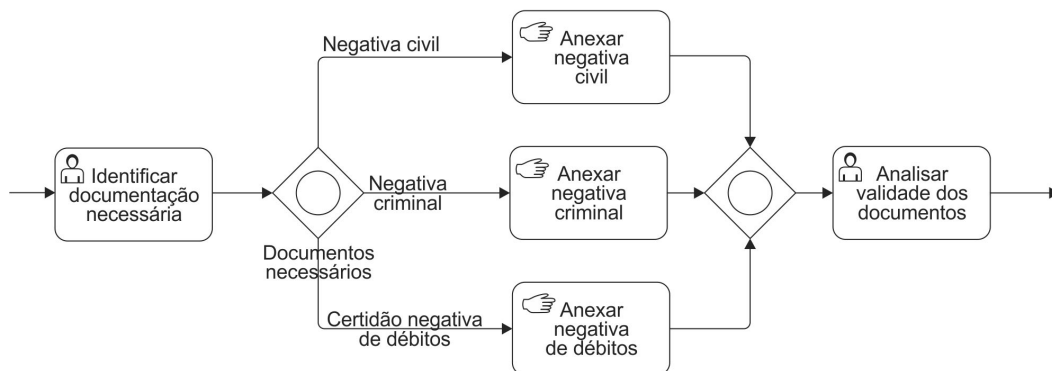 Negativa civil
Anexar
negativa
civil
Identificar
documentação
necessária
Negativa
criminal
Anexar
negativa
criminal
Analisar
validade dos
documentos
Documentos
necessários
Certidão negativa
de débitos
Anexar
negativa
de débitos